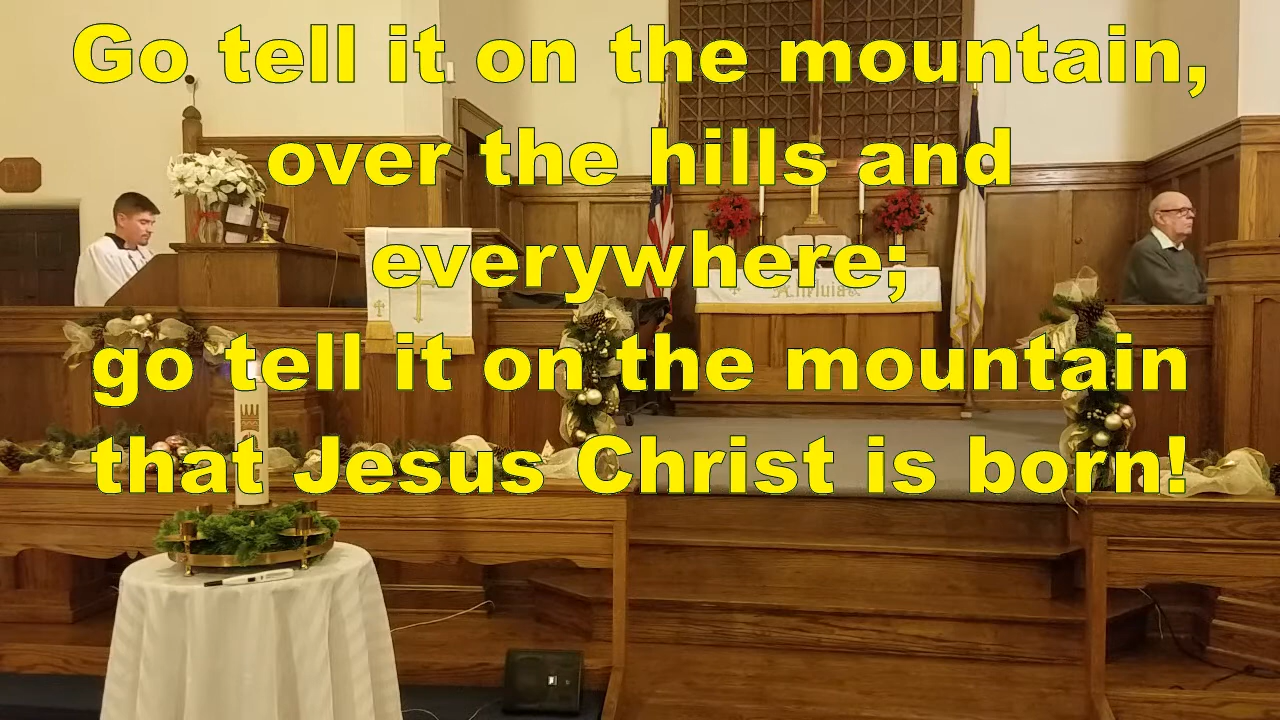 Go tell it on the mountain,
over the hills and
everywhere;
go tell it on the mountain
that Jesus Christ is born!
Alleluia